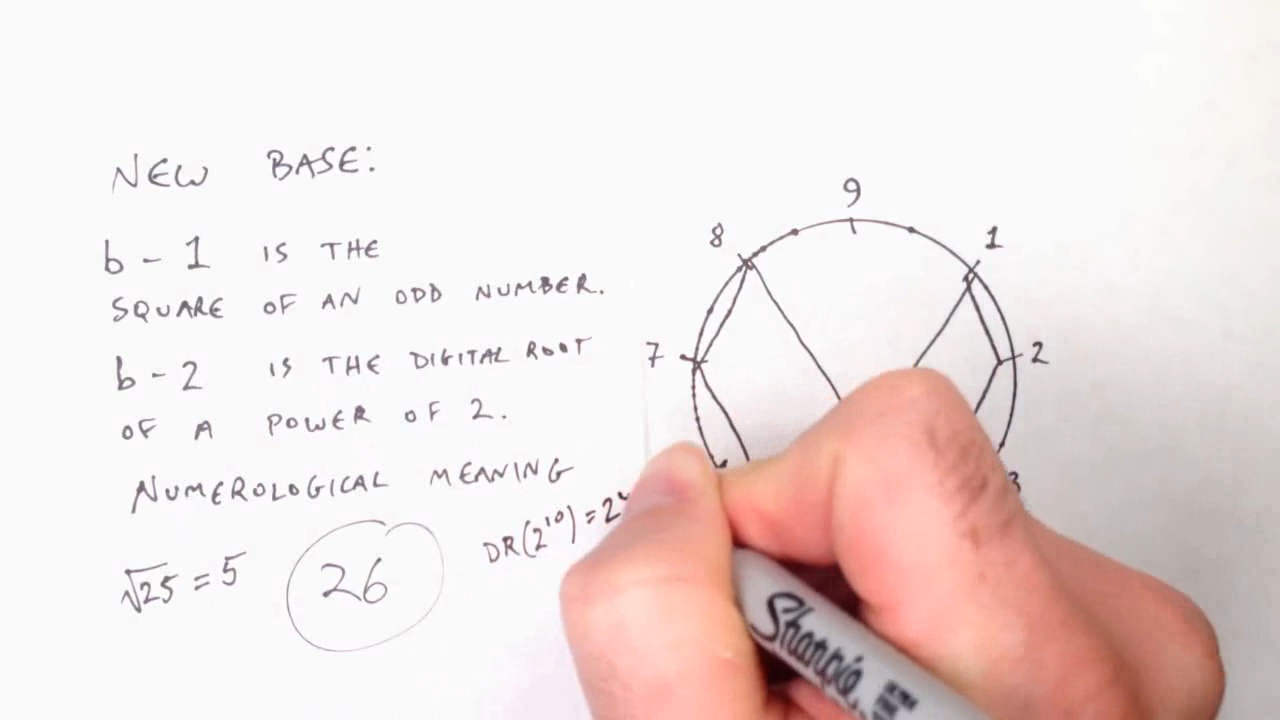 NEW BASE:
b - 1 IS THE
SQUARE OF AN ODD NUMBER.
b - 2 IS THE DIGITAL ROOT
OF A POWER OF 2.
NUMEROLOGICAL MEANING
√25 = 5
26
DR(2¹⁰) = 2
9
8
1
7
2
3
Sharpie